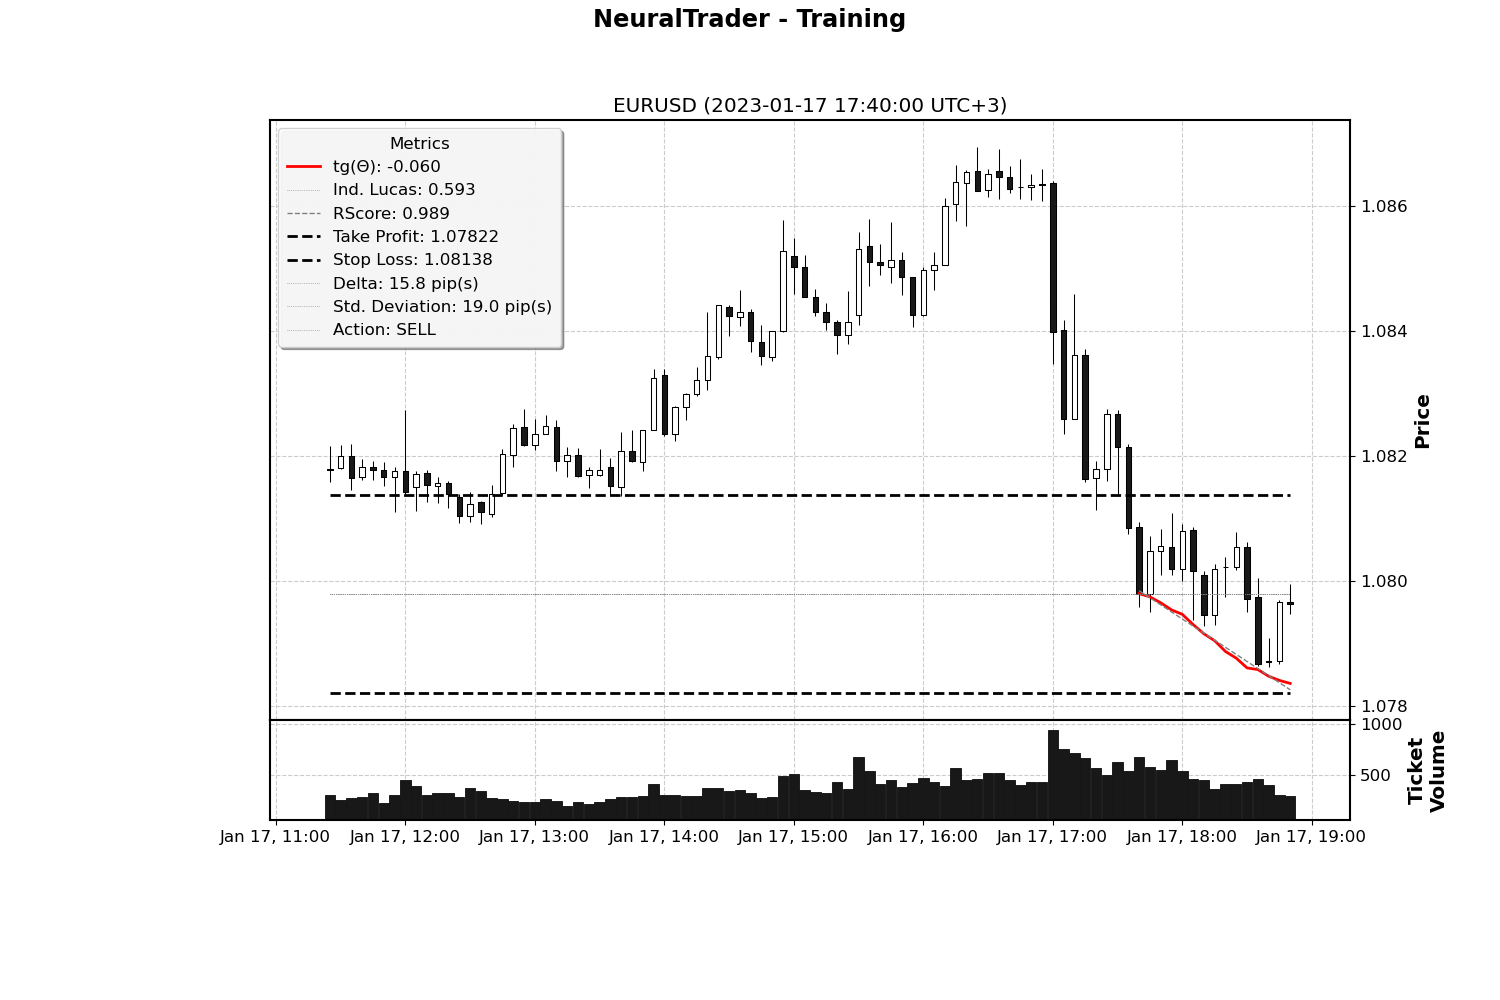 NeuralTrader - Training
EURUSD (2023-01-17 17:40:00 UTC+3)
Metrics
tg(Θ): -0.060
Ind. Lucas: 0.593
RScore: 0.989
Take Profit: 1.07822
Stop Loss: 1.08138
Delta: 15.8 pip(s)
Std. Deviation: 19.0 pip(s)
Action: SELL
1.086
1.084
1.082
1.080
1.078
Price
1000
500
Ticket
Volume
Jan 17, 11:00
Jan 17, 12:00
Jan 17, 13:00
Jan 17, 14:00
Jan 17, 15:00
Jan 17, 16:00
Jan 17, 17:00
Jan 17, 18:00
Jan 17, 19:00